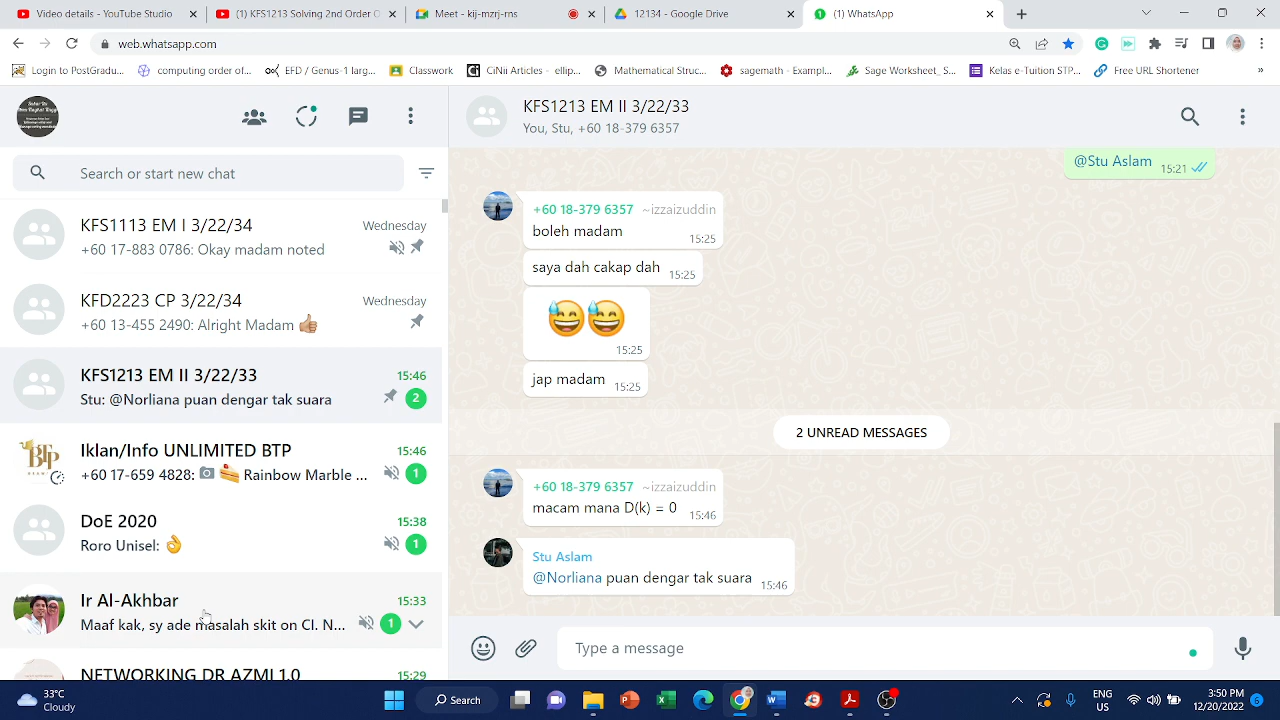 Video details - YouTube Studio
(1) KFS1213 Solving 2nd Order O
Meet - kij-mzrj-rns
12134 - Google Drive
(1) WhatsApp
web.whatsapp.com
Login to PostGradu...
computing order of...
EFD / Genus 1 Ing...
Classwork
CiNii Articles - ellip...
Mathematical Struc...
sagemath - Exampl...
Sage Worksheet_ S...
Kelas e-Tuition STP...
Free URL Shortener
»
Search or start new chat
KFS1113 EM I 3/22/34
Wednesday
+60 17-883 0786: Okay madam noted
KFD2223 CP 3/22/34
Wednesday
+60 13-455 2490: Alright Madam 👍🏽
KFS1213 EM II 3/22/33
15:46
Stu: @Norliana puan dengar tak suara
2
Iklan/Info UNLIMITED BTP
15:46
+60 17-659 4828: 📷 🍰 Rainbow Marble ...
1
BTP
DoE 2020
15:38
Roro Unisel: 👌
1
Ir Al-Akhbar
15:33
Maaf kak, sy ade masalah skit on CI. N...
1
NETWORKING DR AZMI 1.0
15:29
KFS1213 EM II 3/22/33
You, Stu, +60 18-379 6357
@Stu Aslam
15:21
+60 18-379 6357 ~izzaizuddin
boleh madam
15:25
saya dah cakap dah
15:25
😅😅
15:25
jap madam
15:25
2 UNREAD MESSAGES
+60 18-379 6357 ~izzaizuddin
macam mana D(k) = 0
15:46
Stu Aslam
@Norliana puan dengar tak suara
15:46
Type a message
33°C
Cloudy
Search
ENG
US
3:50 PM
12/20/2022
5